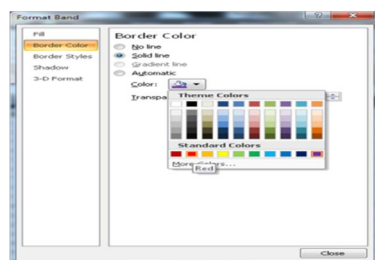 Format Band
Fill
Border Color
Border Styles
Shadow
3-D Format
Border Color
No line
Solid line
Gradient line
Automatic
Color:
Transpa
Theme Colors
Standard Colors
More Colors...
Red
Close